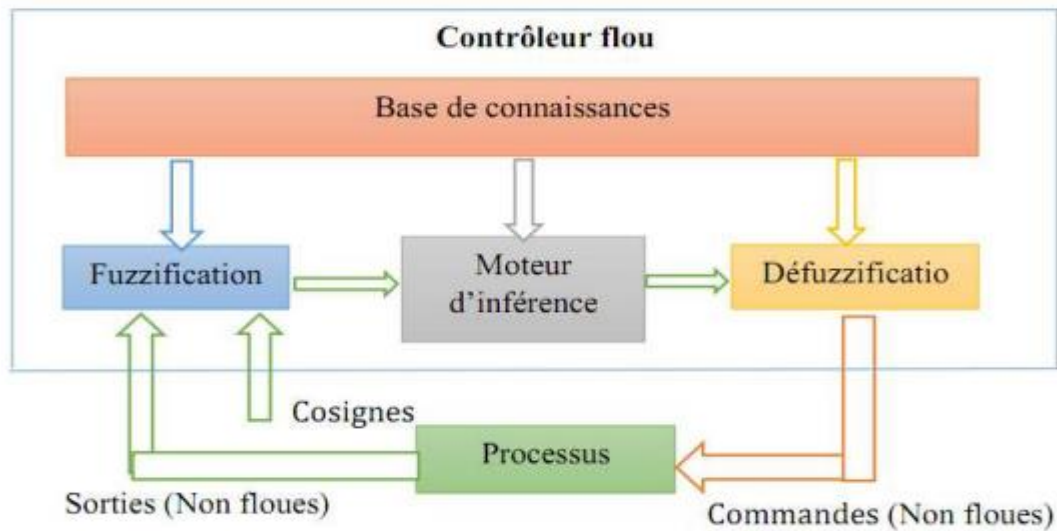 Contrôleur flou
Base de connaissances
Fuzzification
Moteur
d'inférence
Défuzzificatio
Cosignes
Processus
Sorties (Non floues)
Commandes (Non floues)